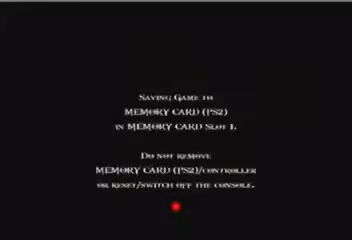 Saving Game to
MEMORY CARD (PS2)
in MEMORY CARD Slot 1.
Do not remove
MEMORY CARD (PS2)/controller
or reset/switch off the console.